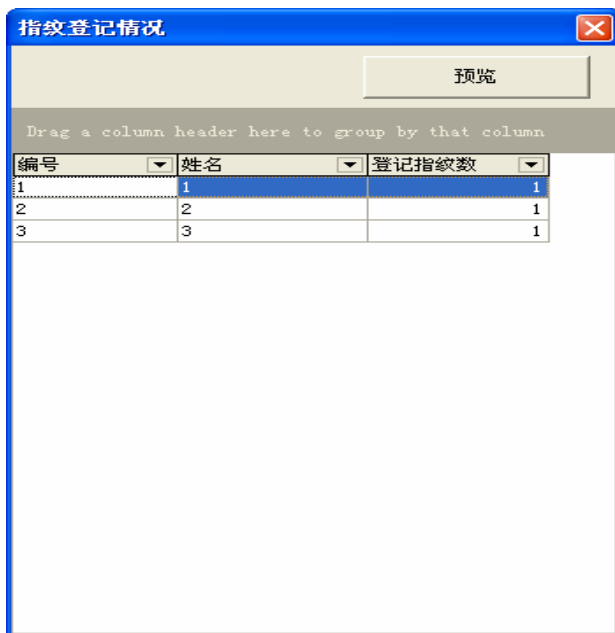 指纹登记情况
预览
Drag a column header here to group by that column
编号 姓名 登记指纹数
1 1 1
2 2 1
3 3 1